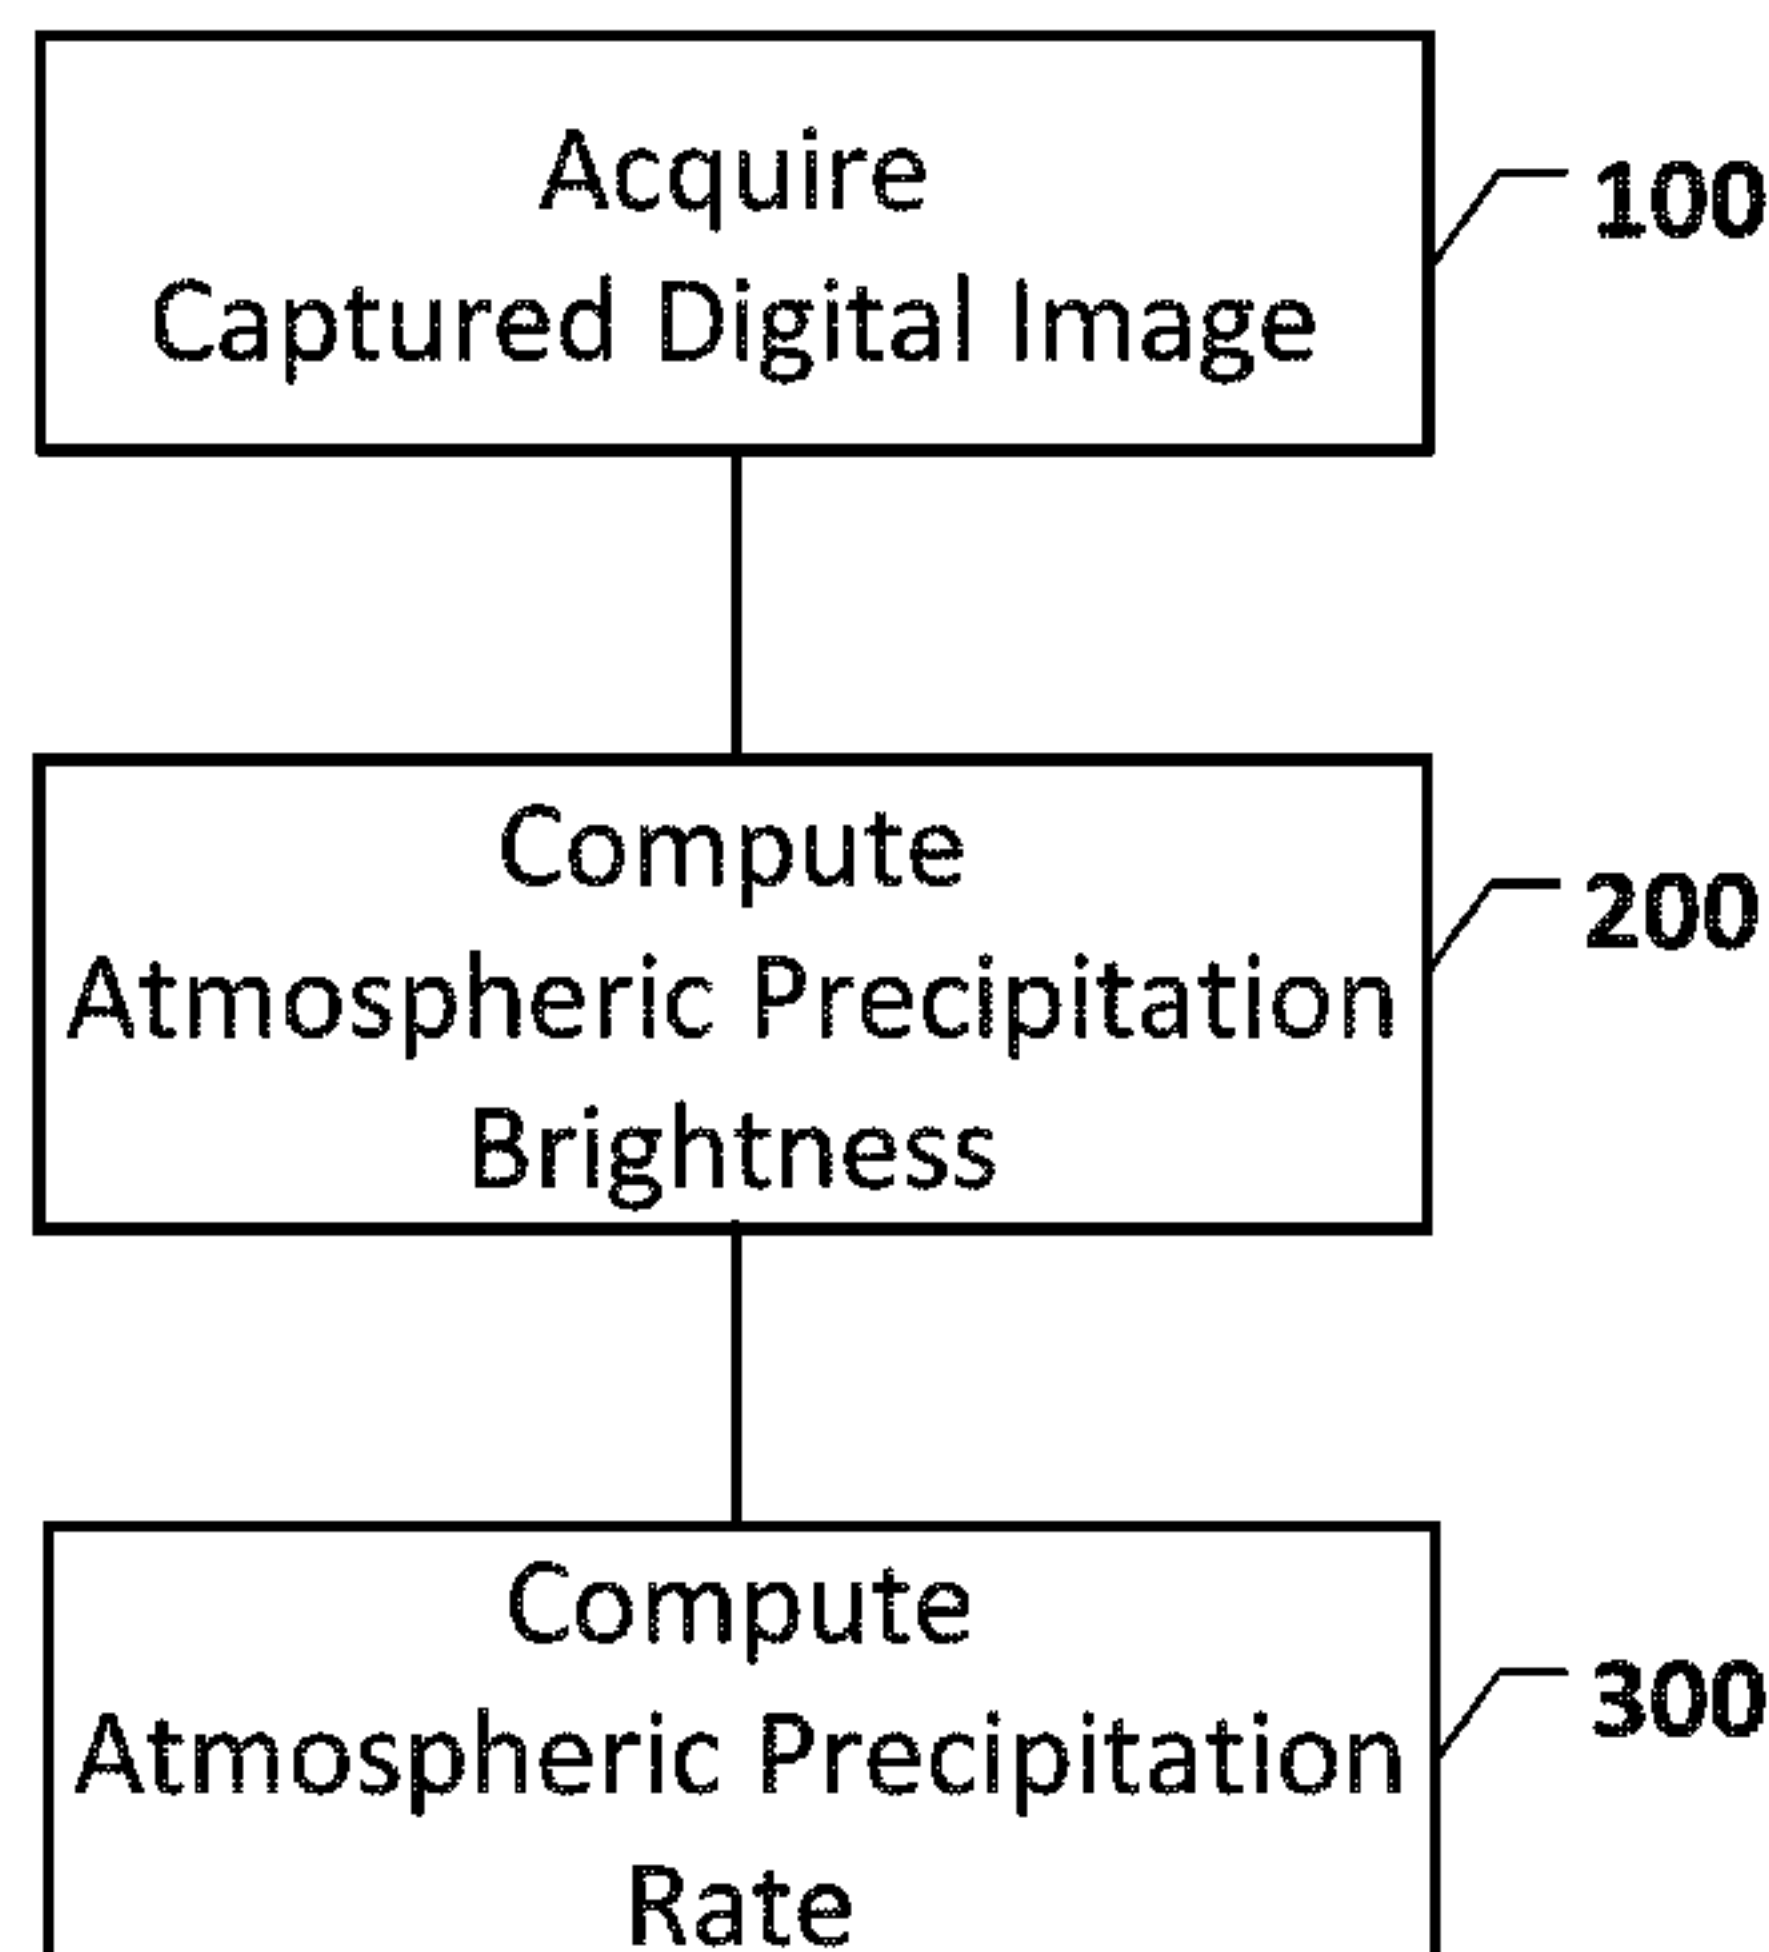 Acquire
Captured Digital Image
100
Compute
Atmospheric Precipitation
Brightness
200
Compute
Atmospheric Precipitation
Rate
300